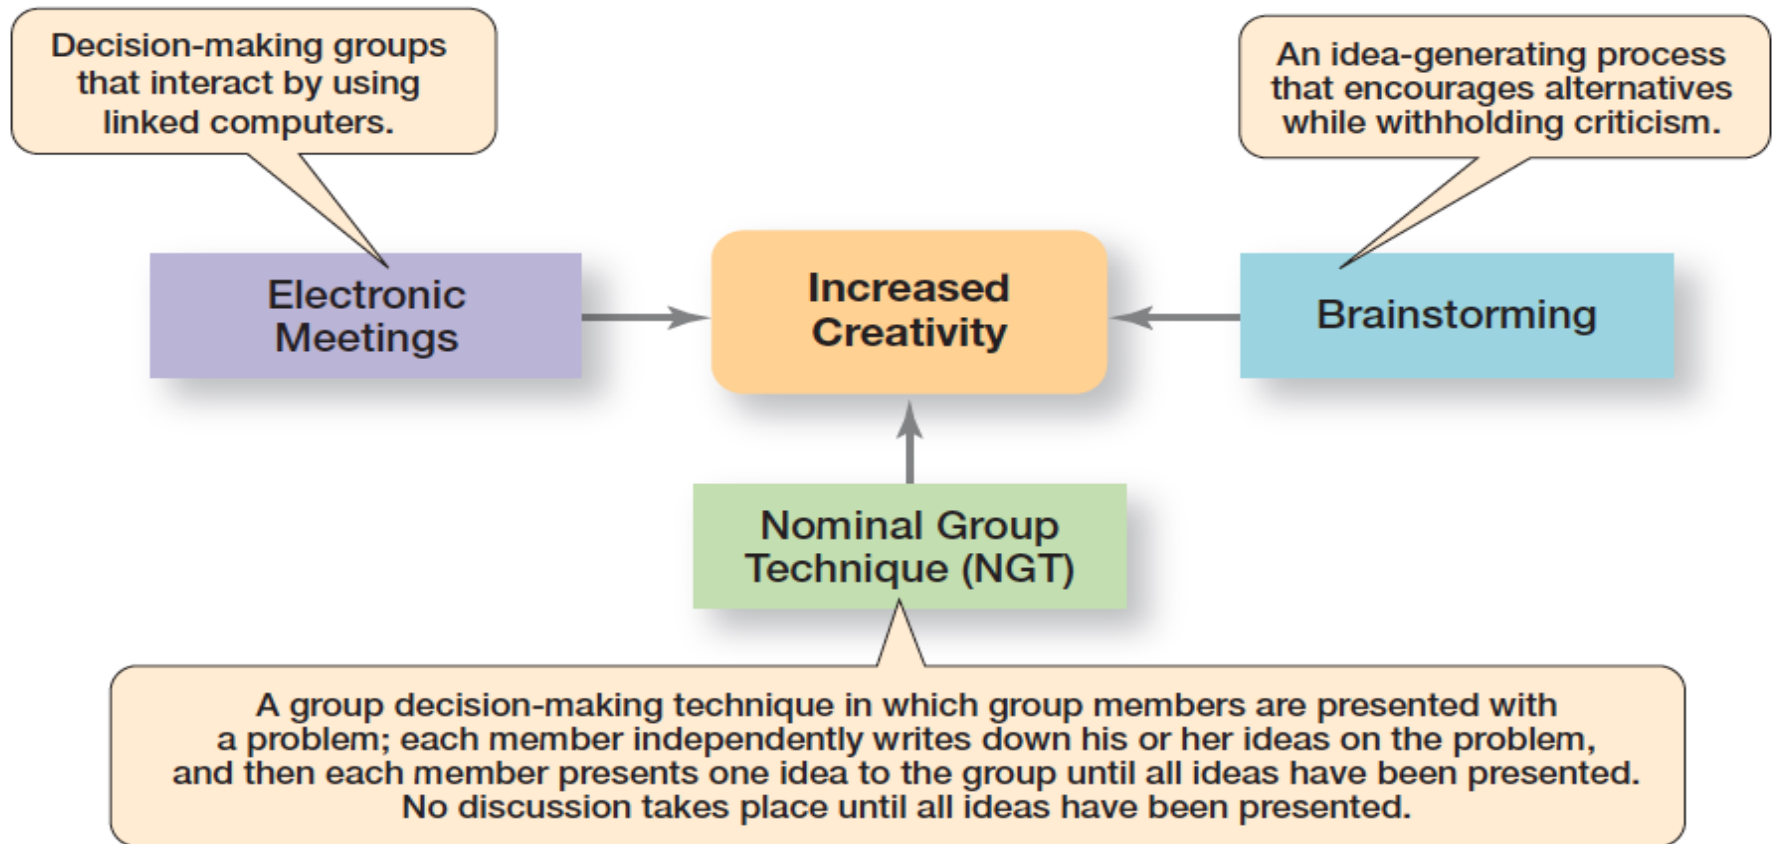 Decision-making groups
that interact by using
linked computers.
An idea-generating process
that encourages alternatives
while withholding criticism.
Electronic
Meetings
Increased
Creativity
Brainstorming
Nominal Group
Technique (NGT)
A group decision-making technique in which group members are presented with
a problem; each member independently writes down his or her ideas on the problem,
and then each member presents one idea to the group until all ideas have been presented.
No discussion takes place until all ideas have been presented.